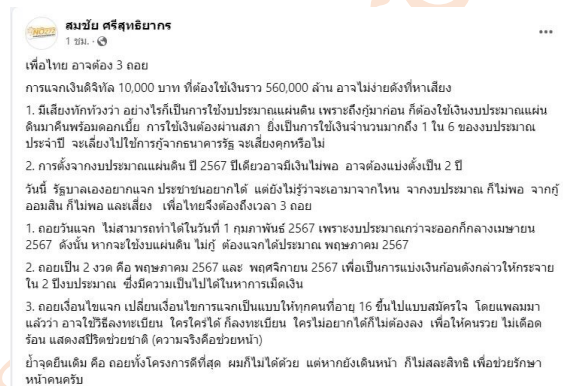 สมชัย ศรีสุทธิยากร
1 ชม.
เพื่อไทย อาจต้อง 3 ถอย
การแจกเงินดิจิทัล 10,000 บาท ที่ต้องใช้เงินราว 560,000 ล้าน อาจไม่ง่ายดังที่หาเสียง
1. มีเสียงทักท้วงว่า อย่างไรก็เป็นการใช้งบประมาณแผ่นดิน เพราะถึงกู้มาก่อน ก็ต้องใช้เงินงบประมาณแผ่น
ดินมาคืนพร้อมดอกเบี้ย การใช้เงินต้องผ่านสภา ยิ่งเป็นการใช้เงินจำนวนมากถึง 1 ใน 6 ของงบประมาณ
ประจำปี จะเลี่ยงไปใช้การกู้จากธนาคารรัฐ จะเสี่ยงคุกหรือไม่
2. การตั้งจากงบประมาณแผ่นดิน ปี 2567 ปีเดียวอาจมีเงินไม่พอ อาจต้องแบ่งตั้งเป็น 2 ปี
วันนี้ รัฐบาลเองอยากแจก ประชาชนอยากได้ แต่ยังไม่รู้ว่าจะเอามาจากไหน จากงบประมาณ ก็ไม่พอ จากกู้
ออมสิน ก็ไม่พอ และเสี่ยง เพื่อไทยจึงต้องถึงเวลา 3 ถอย
1. ถอยวันแจก ไม่สามารถทำได้ในวันที่ 1 กุมภาพันธ์ 2567 เพราะงบประมาณกว่าจะออกก็กลางเมษายน
2567 ดังนั้น หากจะใช้งบแผ่นดิน ไม่กู้ ต้องแจกได้ประมาณ พฤษภาคม 2567
2. ถอยเป็น 2 งวด คือ พฤษภาคม 2567 และ พฤศจิกายน 2567 เพื่อเป็นการแบ่งเงินก้อนดังกล่าวให้กระจาย
ใน 2 ปีงบประมาณ ซึ่งมีความเป็นไปได้ในหาการเม็ดเงิน
3. ถอยเงื่อนไขแจก เปลี่ยนเงื่อนไขการแจกเป็นแบบให้ทุกคนที่อายุ 16 ขึ้นไปแบบสมัครใจ โดยแพลมมา
แล้วว่า อาจใช้วิธีลงทะเบียน ใครใคร่ได้ ก็ลงทะเบียน ใครไม่อยากได้ก็ไม่ต้องลง เพื่อให้คนรวย ไม่เดือด
ร้อน แสดงสปิริตช่วยชาติ (ความจริงคือช่วยหน้า)
ย้ำจุดยืนเดิม คือ ถอยทั้งโครงการดีที่สุด ผมก็ไม่ได้ด้วย แต่หากยังเดินหน้า ก็ไม่สละสิทธิ เพื่อช่วยรักษา
หน้าคนครับ